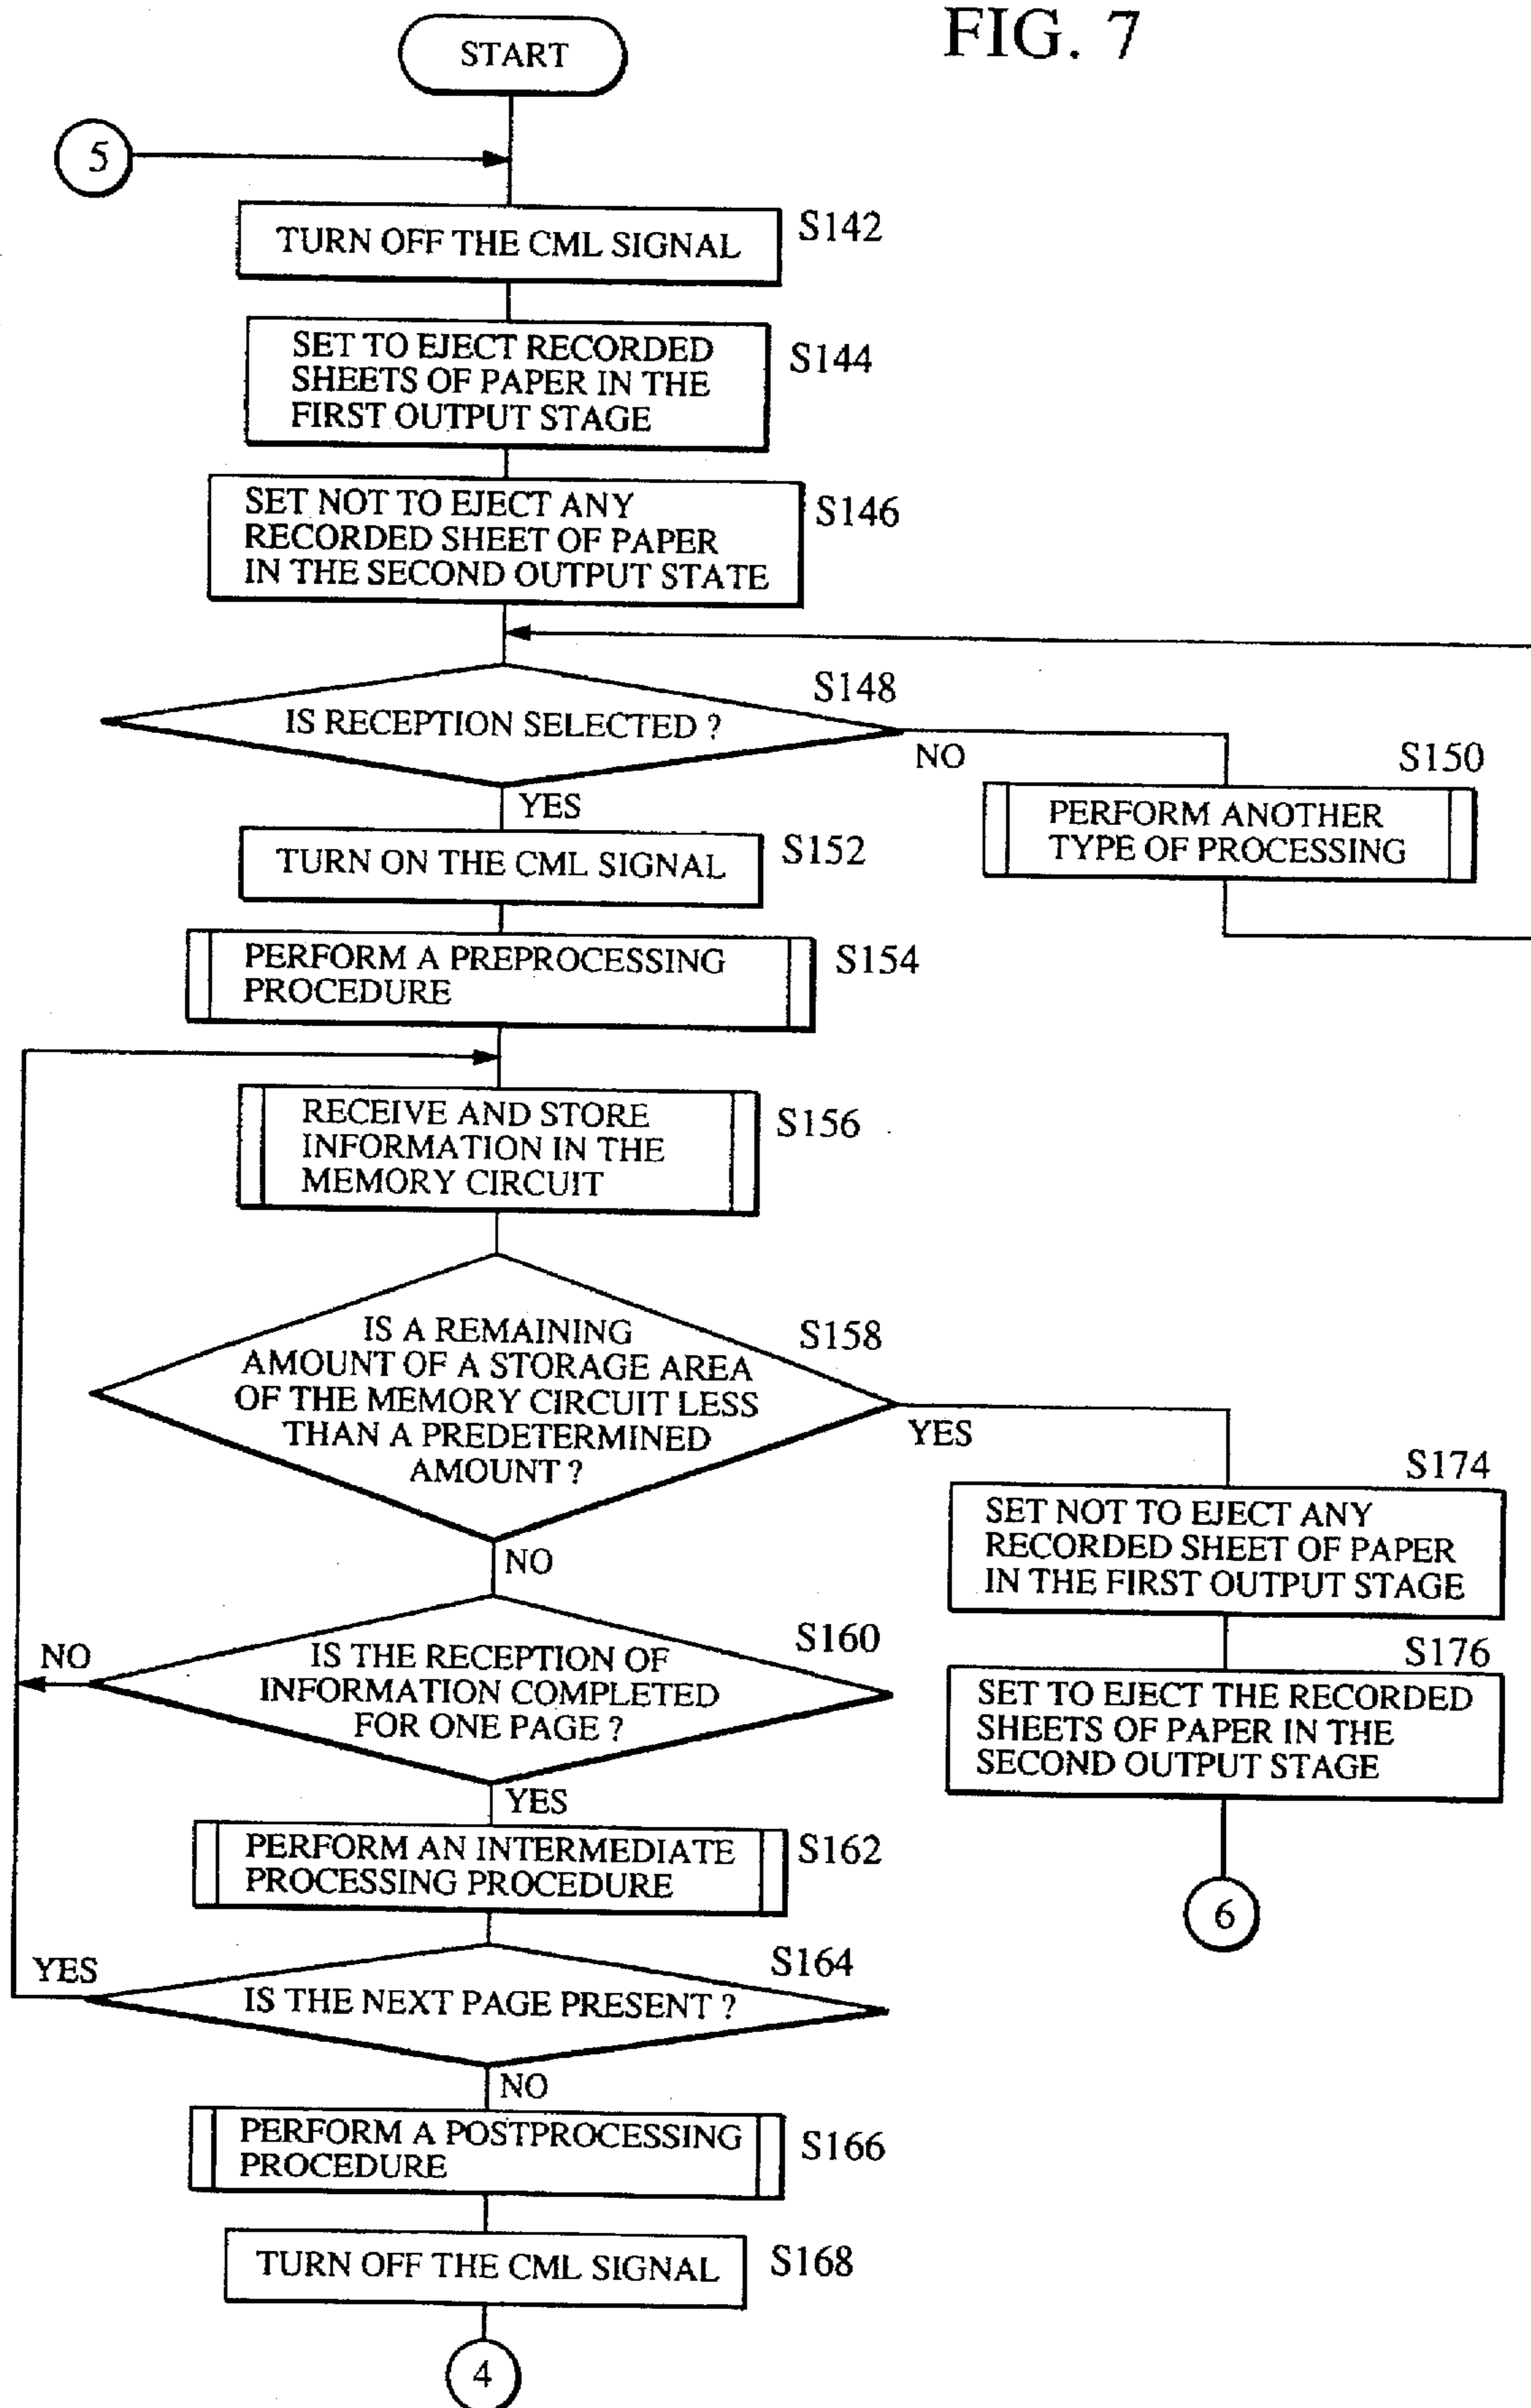 FIG. 7
START
5
TURN OFF THE CML SIGNAL
S142
SET TO EJECT RECORDED
SHEETS OF PAPER IN THE
FIRST OUTPUT STAGE
S144
SET NOT TO EJECT ANY
RECORDED SHEET OF PAPER
IN THE SECOND OUTPUT STATE
S146
S148
IS RECEPTION SELECTED ?
NO
YES
S150
PERFORM ANOTHER
TYPE OF PROCESSING
TURN ON THE CML SIGNAL
S152
PERFORM A PREPROCESSING
PROCEDURE
S154
RECEIVE AND STORE
INFORMATION IN THE
MEMORY CIRCUIT
S156
IS A REMAINING
AMOUNT OF A STORAGE AREA
OF THE MEMORY CIRCUIT LESS
THAN A PREDETERMINED
AMOUNT ?
S158
YES
NO
S174
SET NOT TO EJECT ANY
RECORDED SHEET OF PAPER
IN THE FIRST OUTPUT STAGE
S176
SET TO EJECT THE RECORDED
SHEETS OF PAPER IN THE
SECOND OUTPUT STAGE
6
S160
NO
IS THE RECEPTION OF
INFORMATION COMPLETED
FOR ONE PAGE ?
YES
PERFORM AN INTERMEDIATE
PROCESSING PROCEDURE
S162
S164
YES
IS THE NEXT PAGE PRESENT ?
NO
PERFORM A POSTPROCESSING
PROCEDURE
S166
TURN OFF THE CML SIGNAL
S168
4